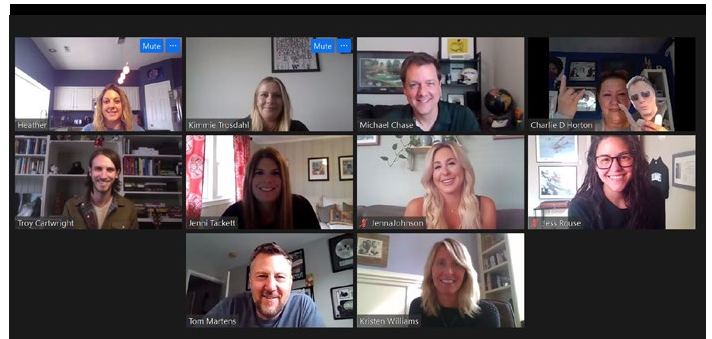 Mute
Mute
Heather
Kimmie Trosdahl
Michael Chase
Charlie D Horton
Troy Cartwright
Jenni Tackett
JennaJohnson
Jess Rouse
Tom Martens
Kristen Williams